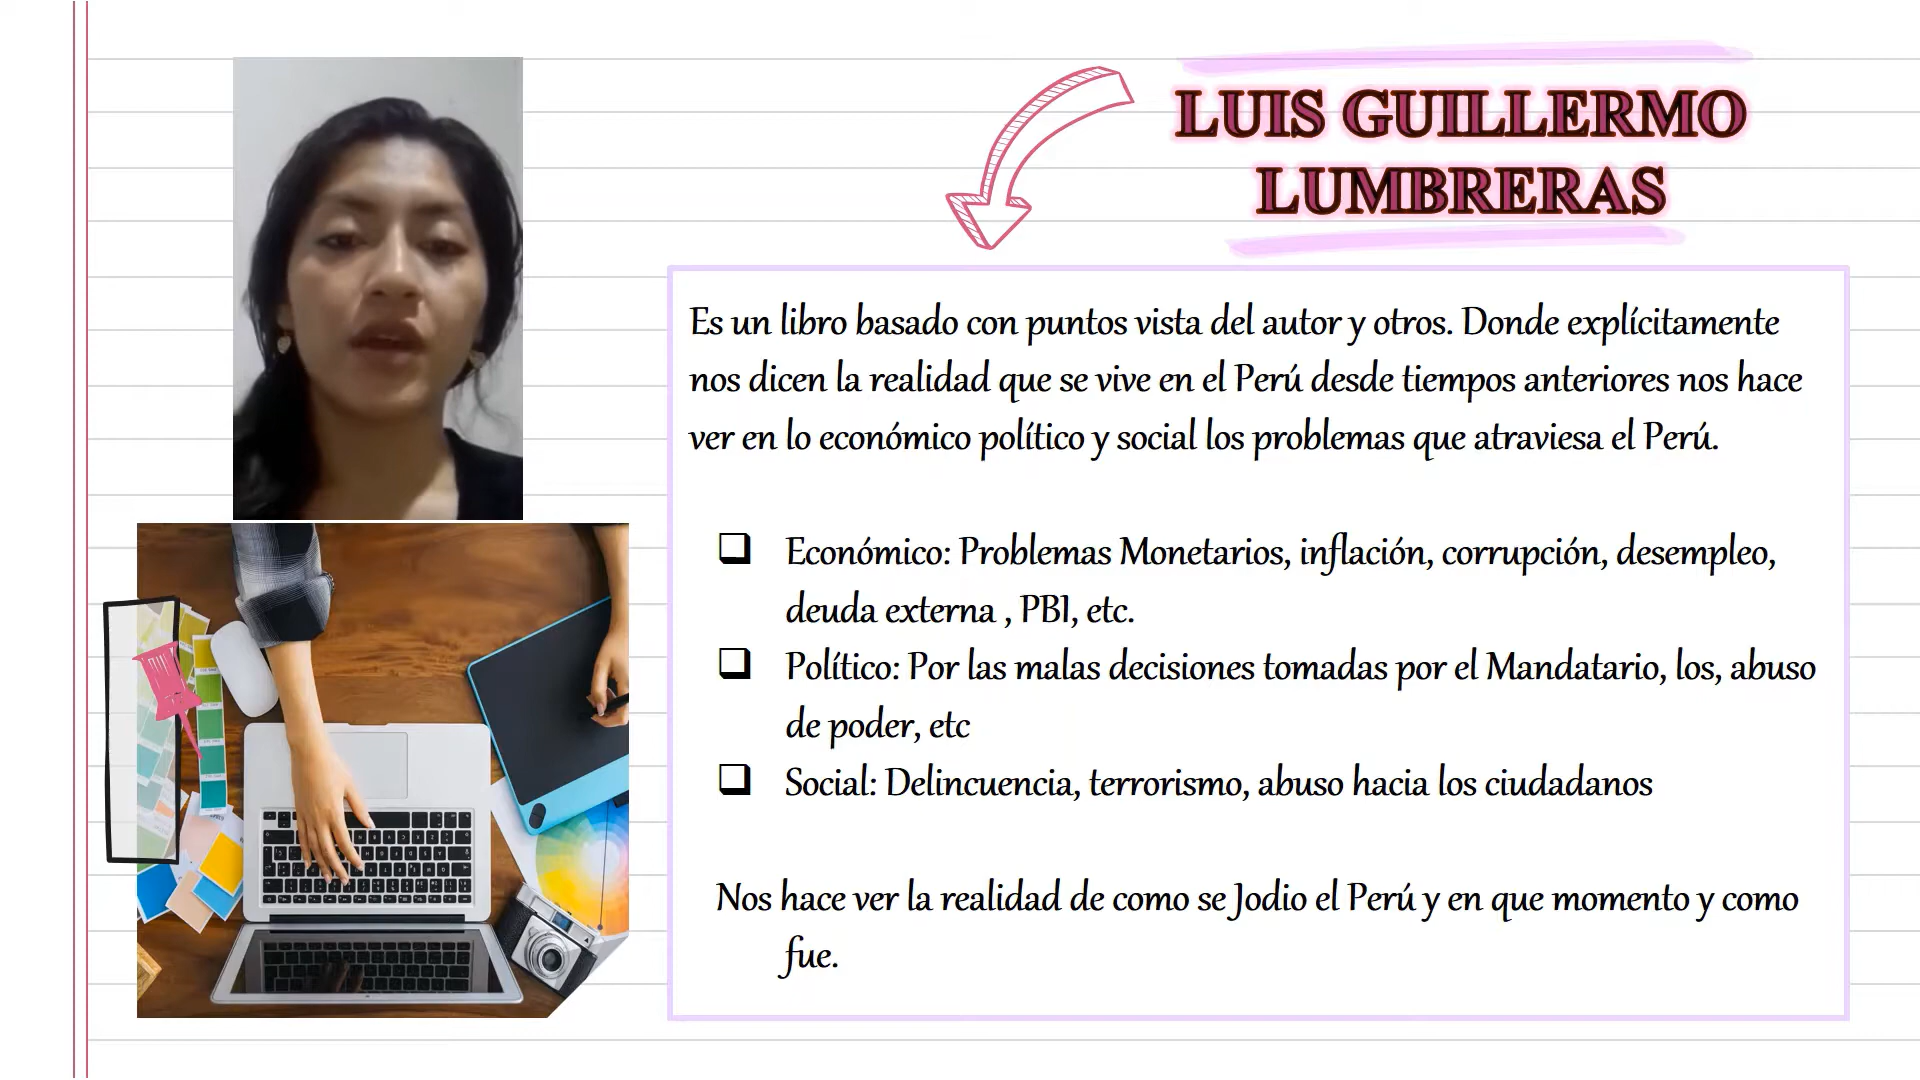 LUIS GUILLERMO
LUMBRERAS
Es un libro basado con puntos vista del autor y otros. Donde explícitamente
nos dicen la realidad que se vive en el Perú desde tiempos anteriores nos hace
ver en lo económico político y social los problemas que atraviesa el Perú.
Económico: Problemas Monetarios, inflación, corrupción, desempleo,
deuda externa , PBI, etc.
Político: Por las malas decisiones tomadas por el Mandatario, los, abuso
de poder, etc
Social: Delincuencia, terrorismo, abuso hacia los ciudadanos
Nos hace ver la realidad de como se Jodio el Perú y en que momento y como
fue.